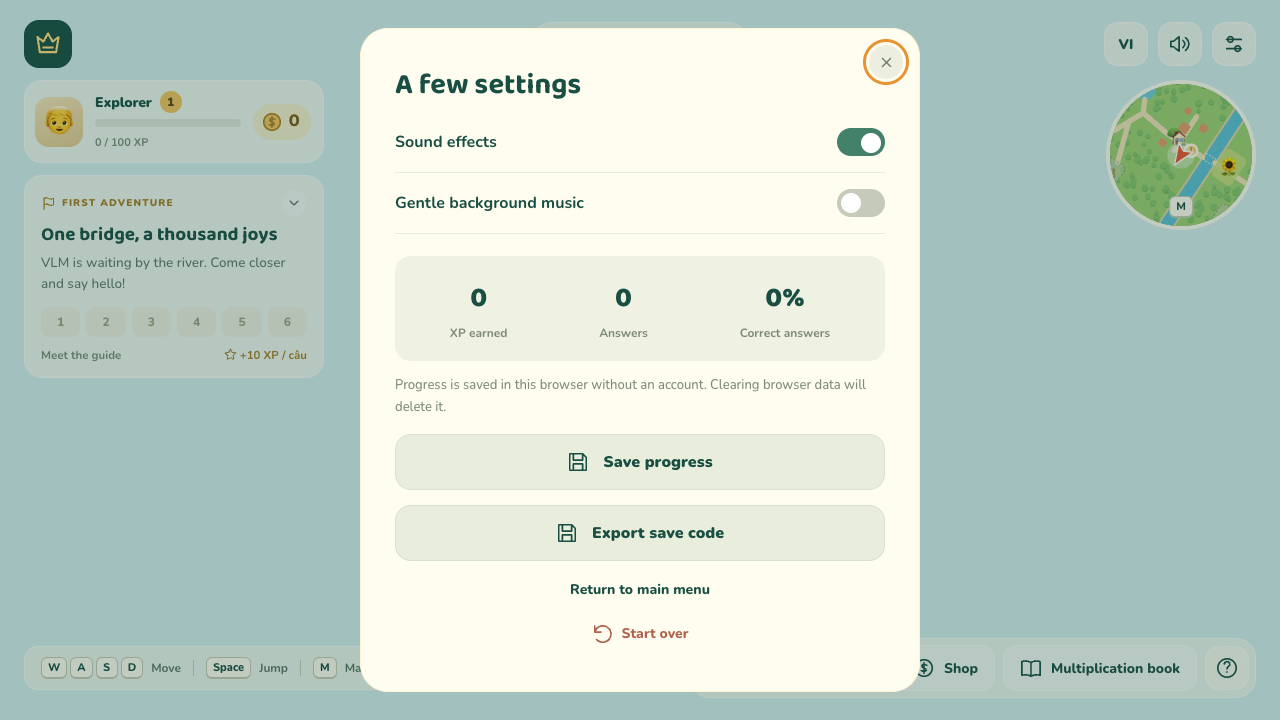 VI
Explorer 1
0
0 / 100 XP
FIRST ADVENTURE
One bridge, a thousand joys
VLM is waiting by the river. Come closer
and say hello!
1 2 3 4 5 6
Meet the guide
+10 XP / câu
M
A few settings
Sound effects
Gentle background music
0 0 0%
XP earned Answers Correct answers
Progress is saved in this browser without an account. Clearing browser data will
delete it.
Save progress
Export save code
Return to main menu
Start over
W A S D Move Space Jump M
Shop
Multiplication book
?